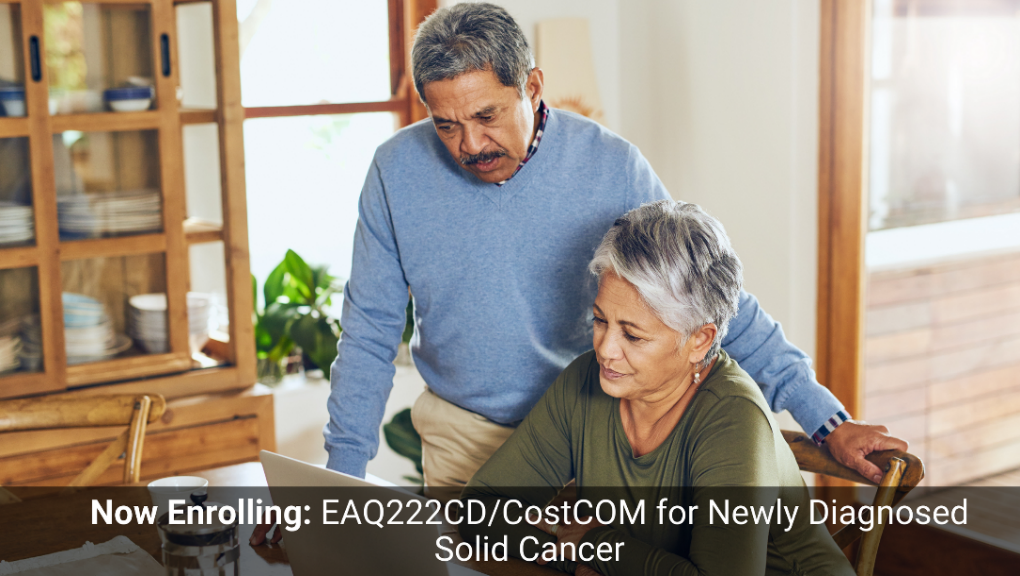 Now Enrolling: EAQ222CD/CostCOM for Newly Diagnosed
Solid Cancer